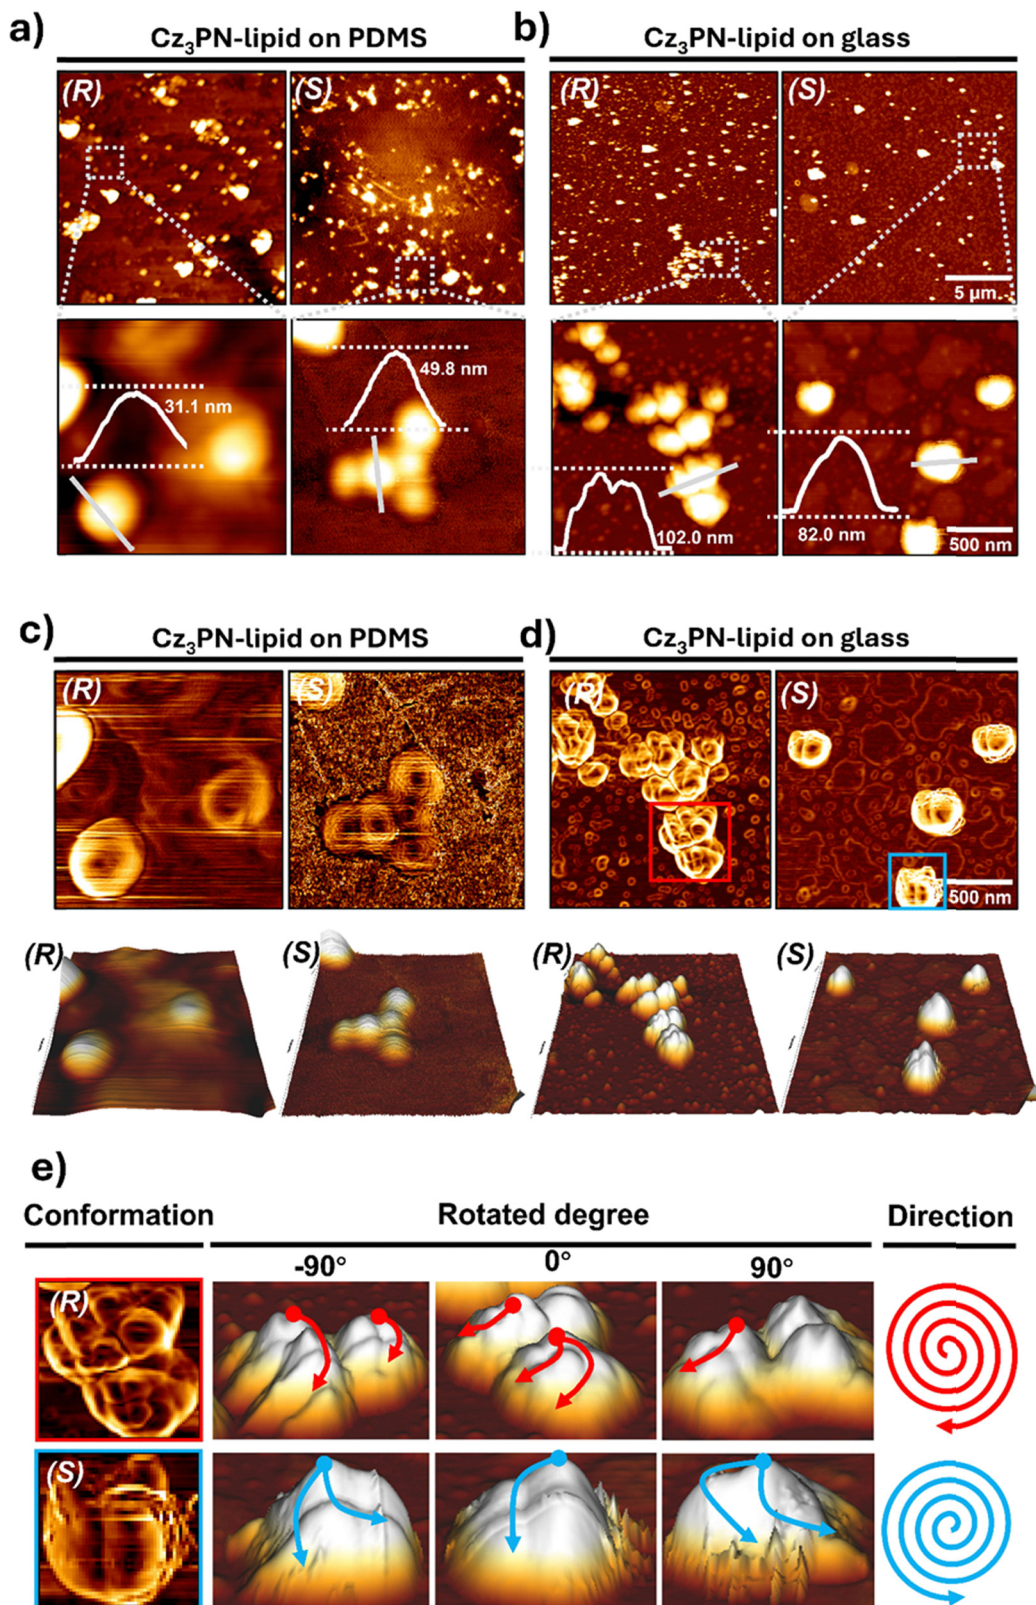 a)
Cz₃PN-lipid on PDMS
(R)
(S)
31.1 nm
49.8 nm
b)
Cz₃PN-lipid on glass
(R)
(S)
5 µm
102.0 nm
82.0 nm
500 nm
c)
Cz₃PN-lipid on PDMS
(R)
(S)
d)
Cz₃PN-lipid on glass
(R)
(S)
500 nm
(R)
(S)
(R)
(S)
e)
Conformation
Rotated degree
Direction
-90°
0°
90°
(R)
(S)